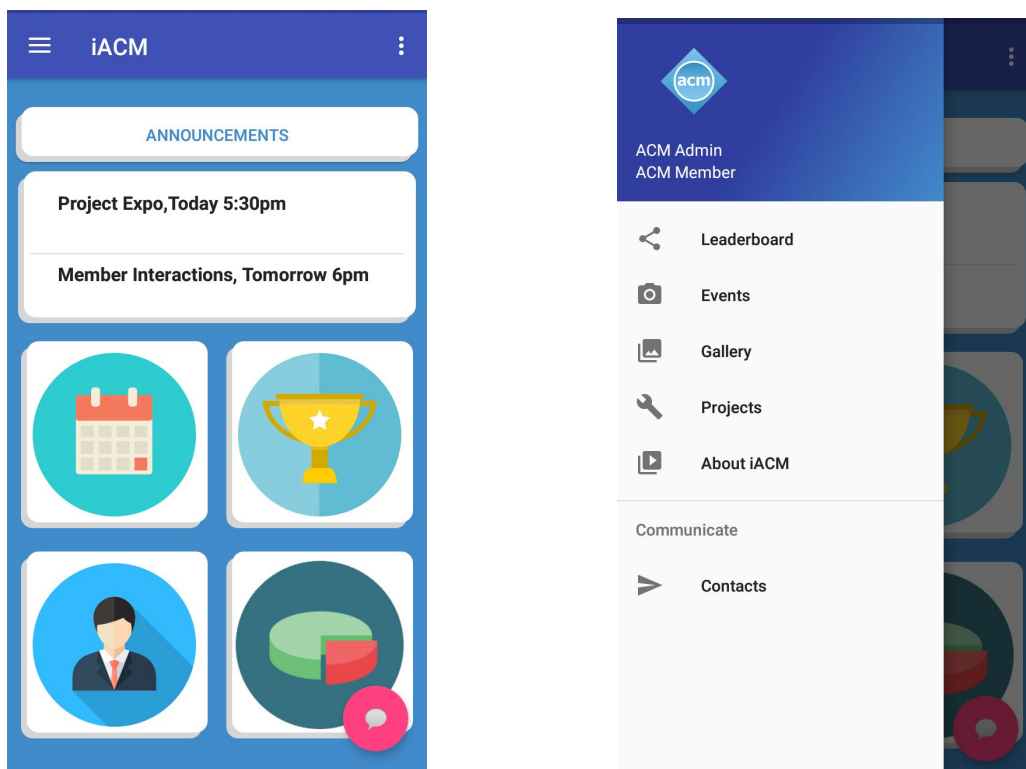 iACM
ANNOUNCEMENTS
Project Expo,Today 5:30pm
Member Interactions, Tomorrow 6pm
acm
ACM Admin
ACM Member
Leaderboard
Events
Gallery
Projects
About iACM
Communicate
Contacts